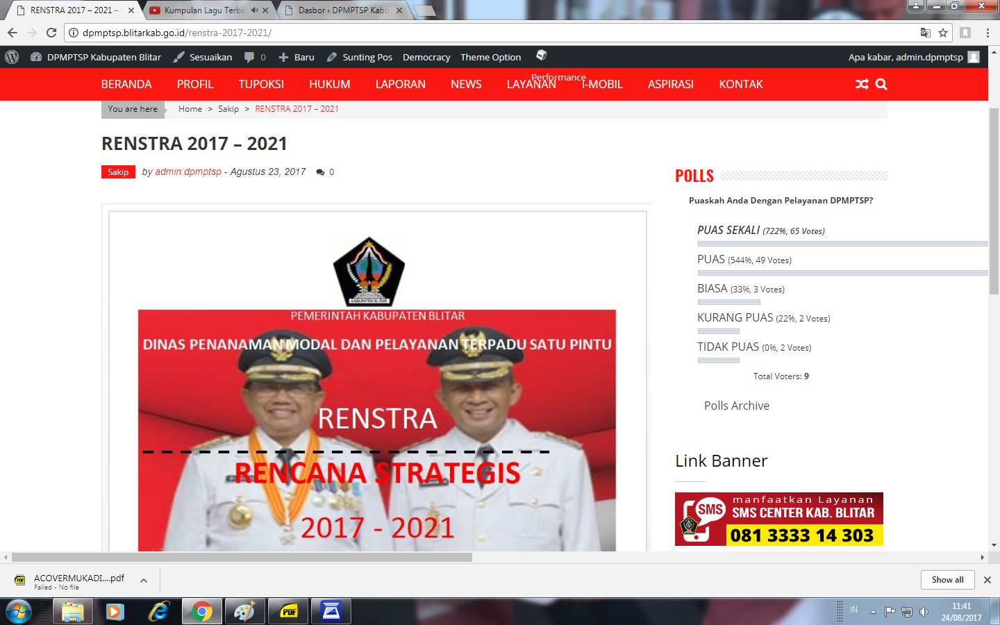 RENSTRA 2017 – 2021 –
Kumpulan Lagu Terba
Dasbor ‹ DPMPTSP Kabu
dpmptsp.blitarkab.go.id/renstra-2017-2021/
DPMPTSP Kabupaten Blitar
Sesuaikan
0
Baru
Sunting Pos
Democracy
Theme Option
Apa kabar, admin.dpmptsp
Performance
BERANDA
PROFIL
TUPOKSI
HUKUM
LAPORAN
NEWS
LAYANAN
I-MOBIL
ASPIRASI
KONTAK
You are here
Home > Sakip > RENSTRA 2017 – 2021
RENSTRA 2017 – 2021
Sakip by admin.dpmptsp - Agustus 23, 2017 0
KABUPATEN BLITAR
PEMERINTAH KABUPATEN BLITAR
DINAS PENANAMAN MODAL DAN PELAYANAN TERPADU SATU PINTU
RENSTRA
RENCANA STRATEGIS
2017 - 2021
POLLS
Puaskah Anda Dengan Pelayanan DPMPTSP?
PUAS SEKALI (722%, 65 Votes)
PUAS (544%, 49 Votes)
BIASA (33%, 3 Votes)
KURANG PUAS (22%, 2 Votes)
TIDAK PUAS (0%, 2 Votes)
Total Voters: 9
Polls Archive
Link Banner
manfaatkan Layanan
SMS
SMS CENTER KAB. BLITAR
081 3333 14 303
ACOVERMUKADI....pdf
Failed - No file
Show all
PDF
IN
11:41
24/08/2017